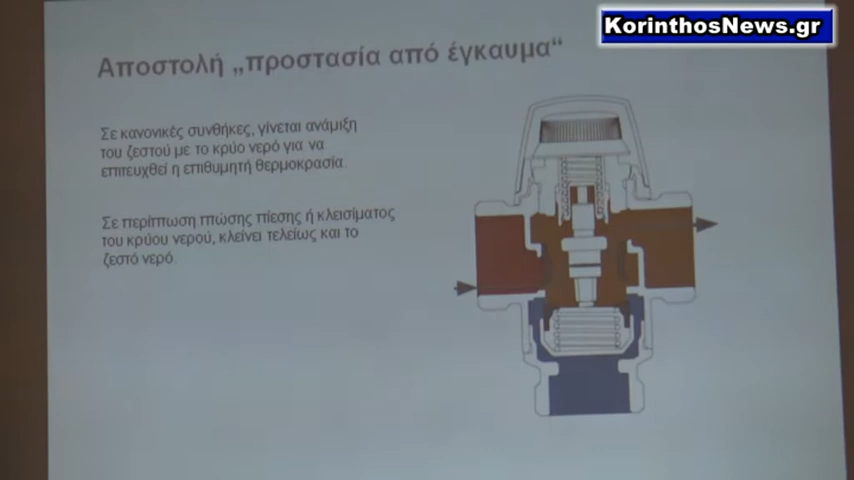 KorinthosNews.gr
Αποστολή „προστασία από έγκαυμα“
Σε κανονικές συνθήκες, γίνεται ανάμιξη
του ζεστού με το κρύο νερό για να
επιτευχθεί η επιθυμητή θερμοκρασία.
Σε περίπτωση πτώσης πίεσης ή κλεισίματος
του κρύου νερού, κλείνει τελείως και το
ζεστό νερό.